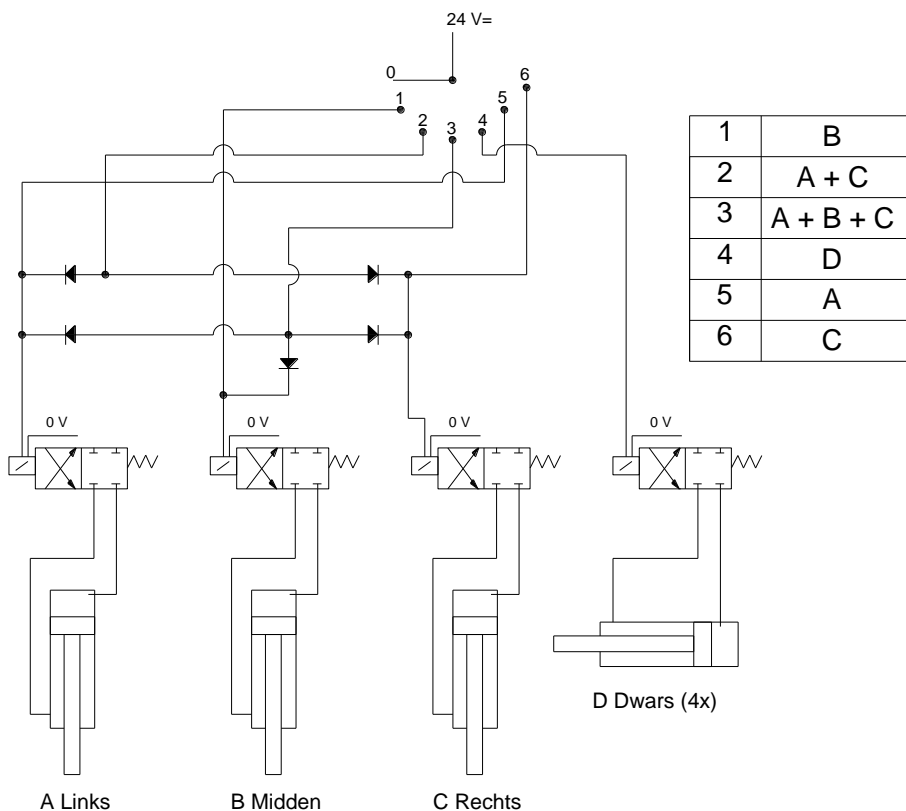 24 V=
0
6
1
5
2
3
4
1 B
2 A + C
3 A + B + C
4 D
5 A
6 C
0 V
0 V
0 V
0 V
D Dwars (4x)
A Links
B Midden
C Rechts